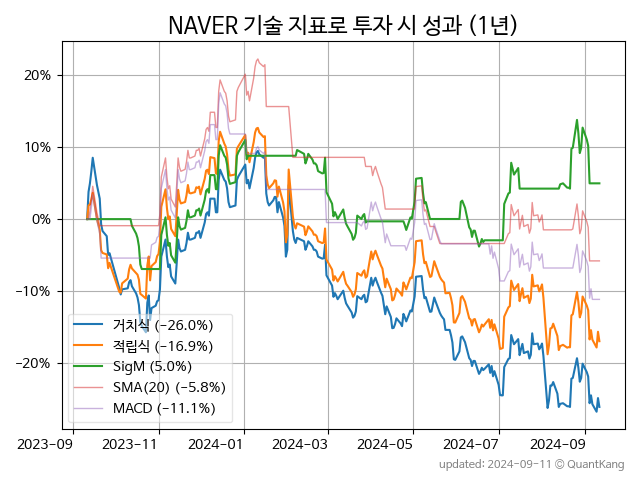 NAVER 기술 지표로 투자 시 성과 (1년)
20%
10%
0%
−10%
−20%
거치식 (−26.0%)
적립식 (−16.9%)
SigM (5.0%)
SMA(20) (−5.8%)
MACD (−11.1%)
2023-09 2023-11 2024-01 2024-03 2024-05 2024-07 2024-09
updated: 2024-09-11 © QuantKang